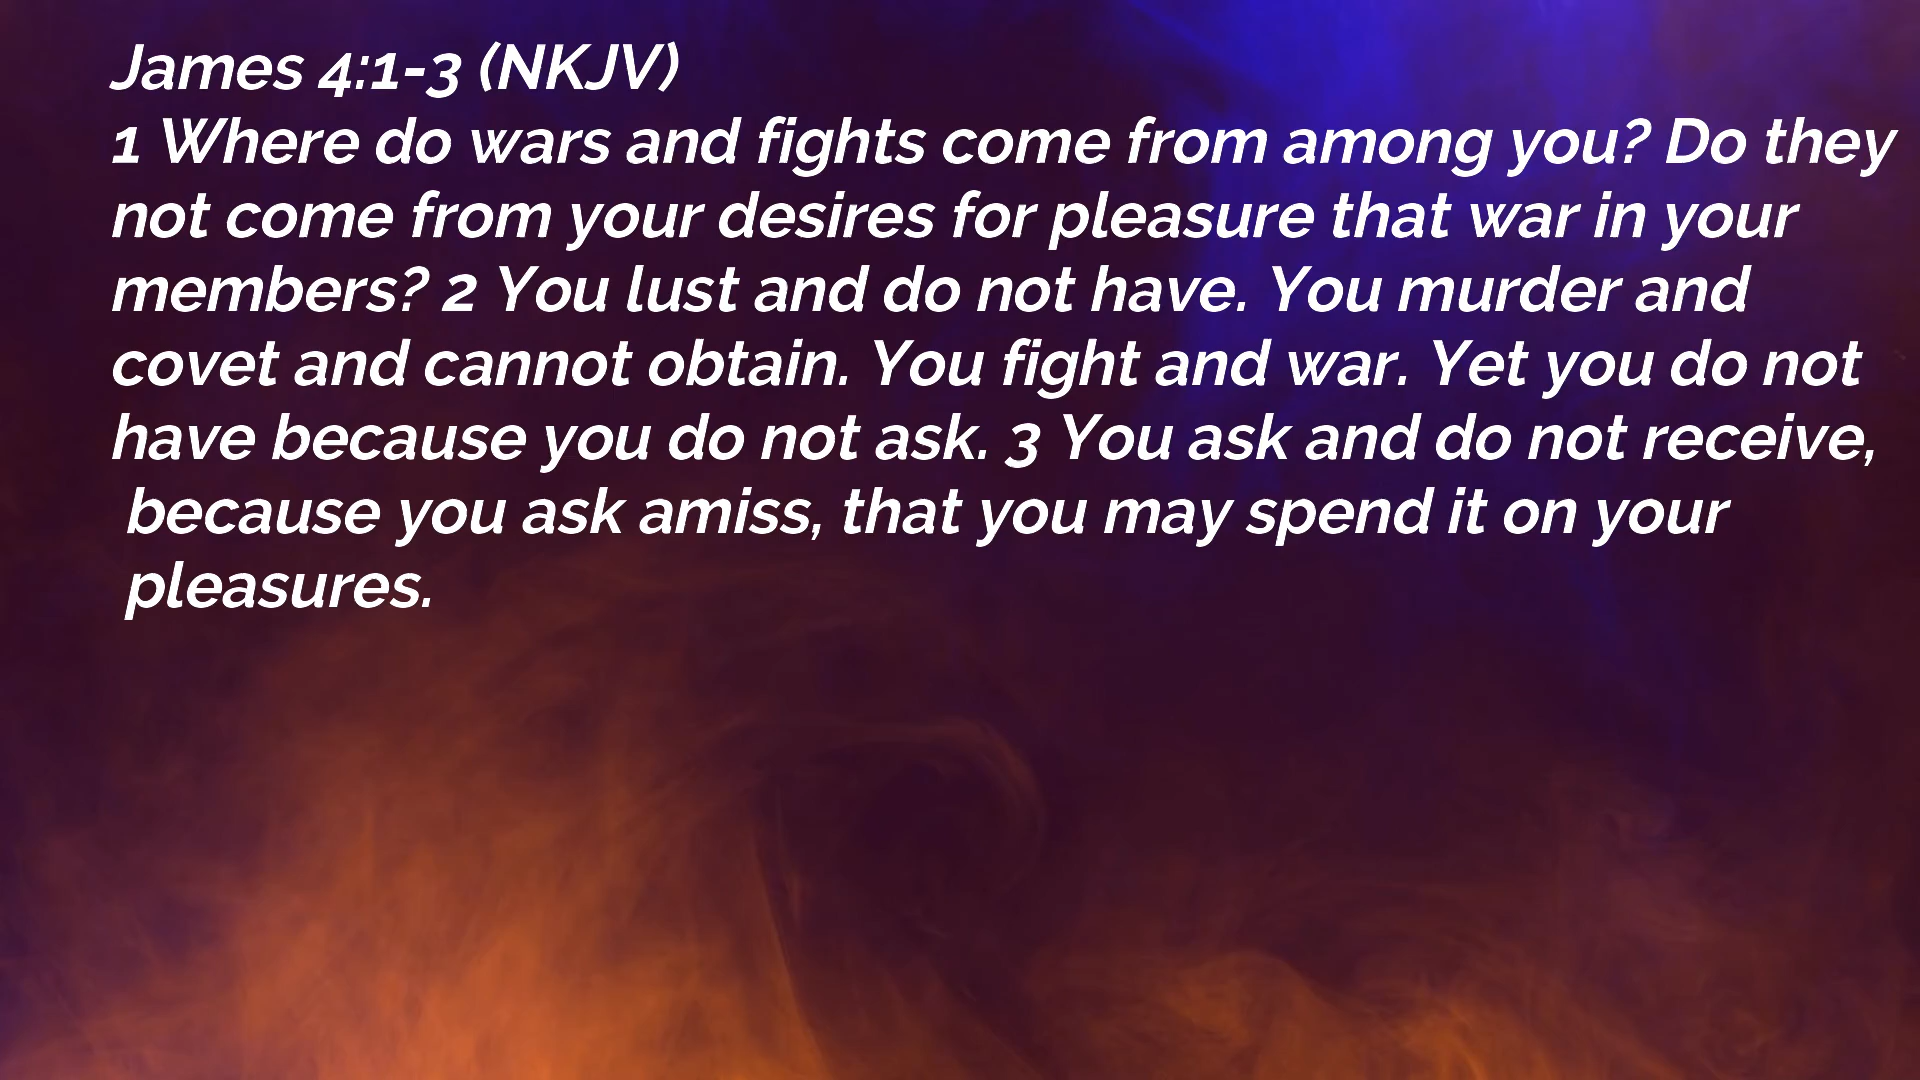 James 4:1-3 (NKJV)
1 Where do wars and fights come from among you? Do they
not come from your desires for pleasure that war in your
members? 2 You lust and do not have. You murder and
covet and cannot obtain. You fight and war. Yet you do not
have because you do not ask. 3 You ask and do not receive,
because you ask amiss, that you may spend it on your
pleasures.